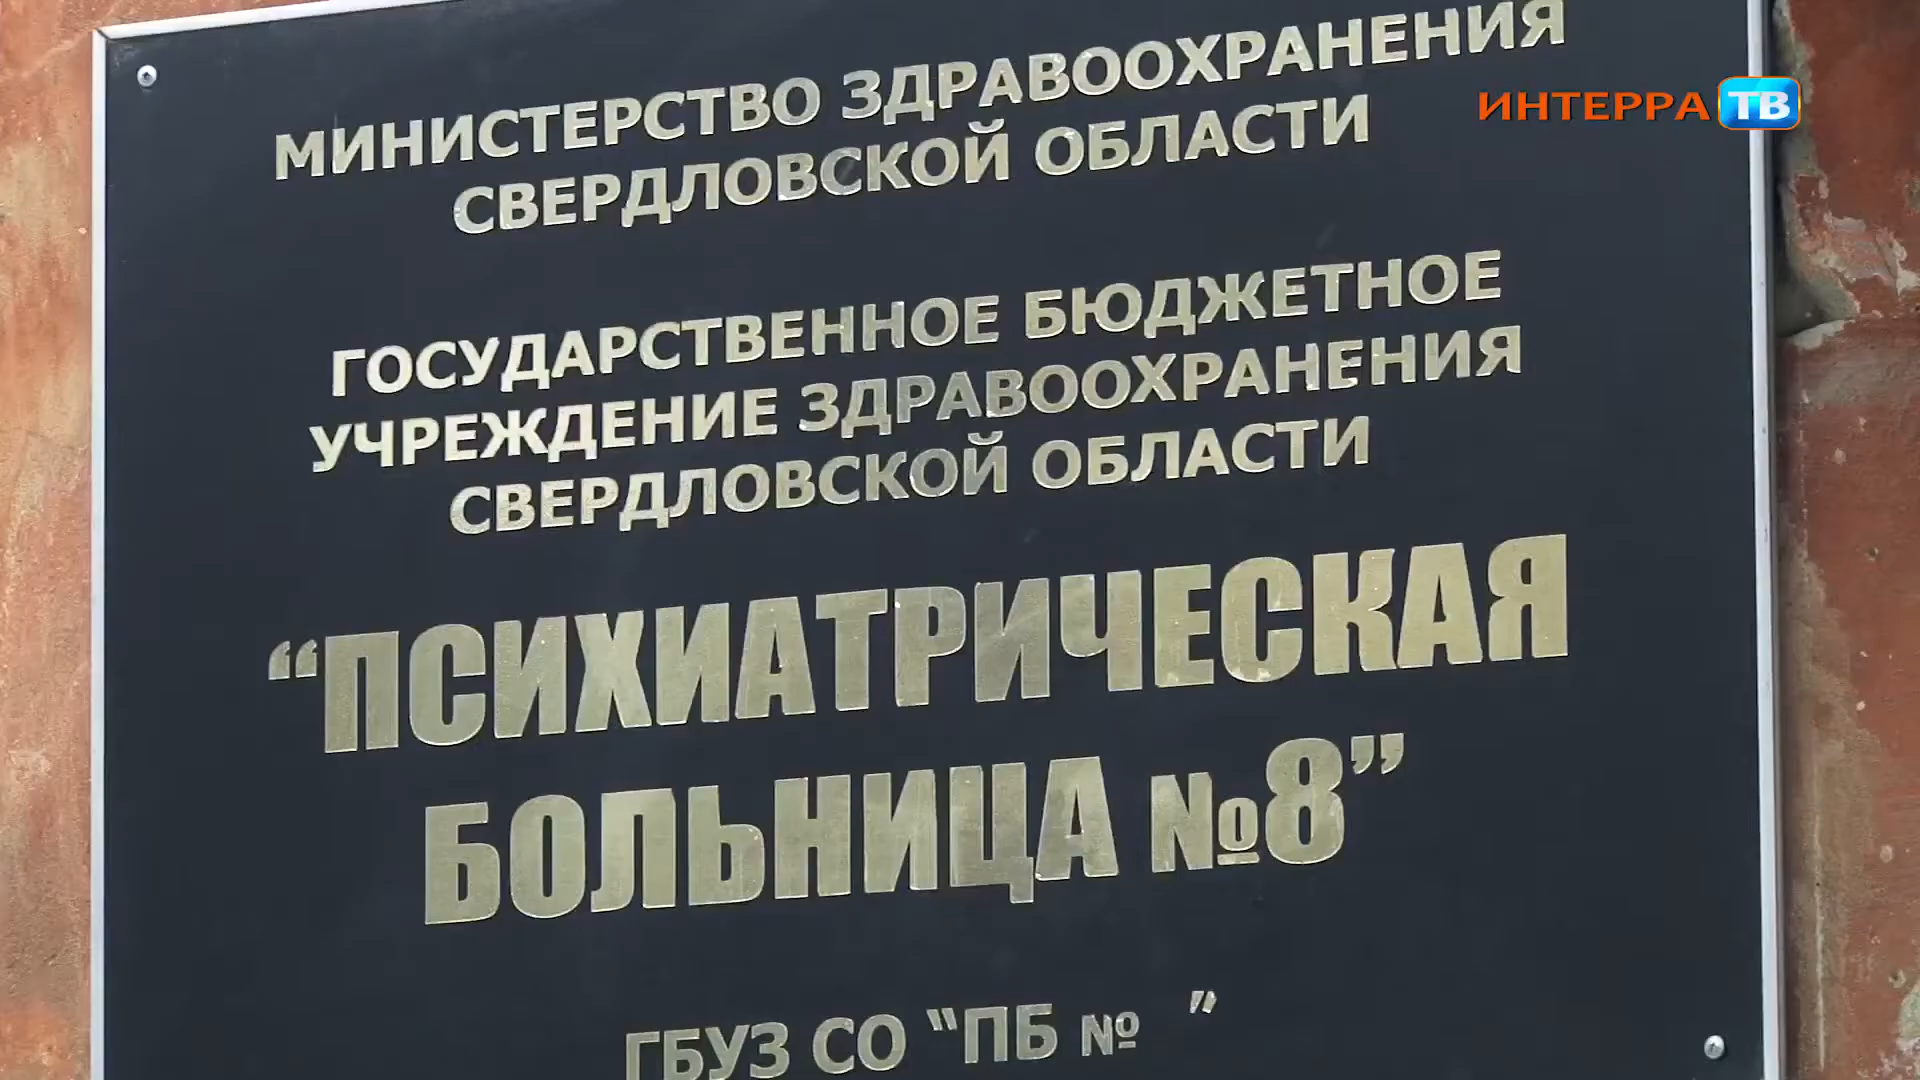 МИНИСТЕРСТВО ЗДРАВООХРАНЕНИЯ
СВЕРДЛОВСКОЙ ОБЛАСТИ
ИНТЕРРА ТВ
ГОСУДАРСТВЕННОЕ БЮДЖЕТНОЕ
УЧРЕЖДЕНИЕ ЗДРАВООХРАНЕНИЯ
СВЕРДЛОВСКОЙ ОБЛАСТИ
“ПСИХИАТРИЧЕСКАЯ
БОЛЬНИЦА №8”
ГБУЗ СО “ПБ № ”